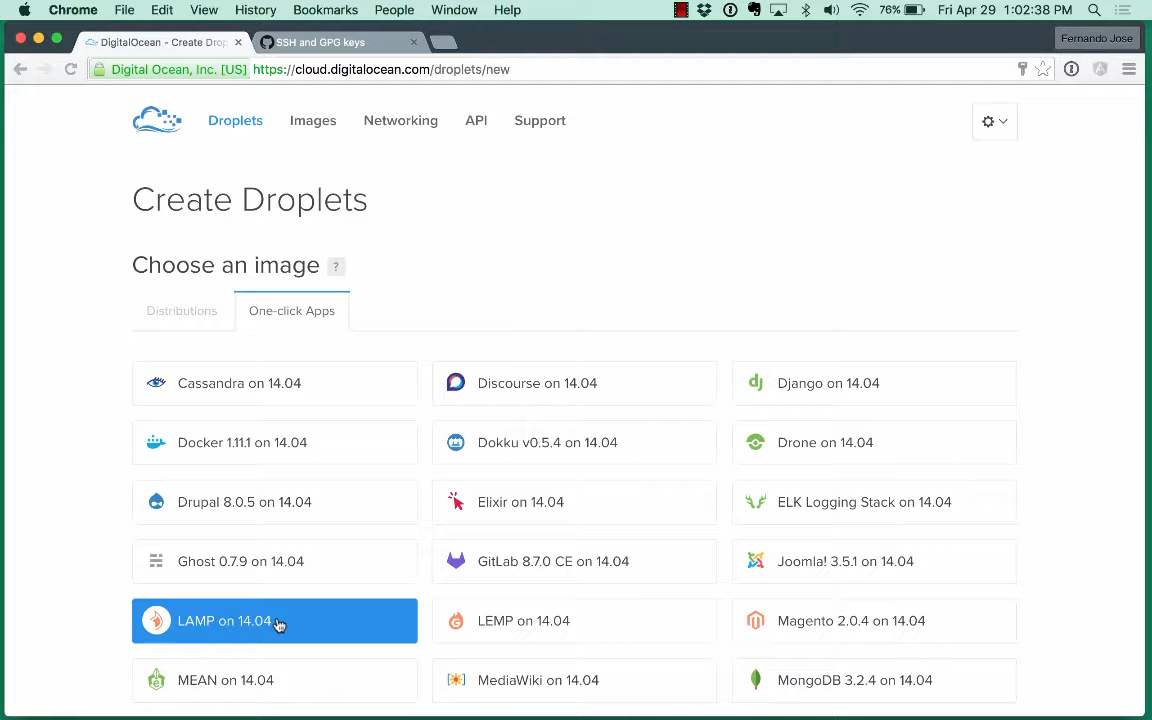 Chrome File Edit View History Bookmarks People Window Help 76% Fri Apr 29 1:02:38 PM
DigitalOcean - Create Drop SSH and GPG keys Fernando Jose
Digital Ocean, Inc. [US] https://cloud.digitalocean.com/droplets/new
Droplets Images Networking API Support
Create Droplets
Choose an image ?
Distributions One-click Apps
Cassandra on 14.04 Discourse on 14.04 Django on 14.04
Docker 1.11.1 on 14.04 Dokku v0.5.4 on 14.04 Drone on 14.04
Drupal 8.0.5 on 14.04 Elixir on 14.04 ELK Logging Stack on 14.04
Ghost 0.7.9 on 14.04 GitLab 8.7.0 CE on 14.04 Joomla! 3.5.1 on 14.04
LAMP on 14.04 LEMP on 14.04 Magento 2.0.4 on 14.04
MEAN on 14.04 MediaWiki on 14.04 MongoDB 3.2.4 on 14.04